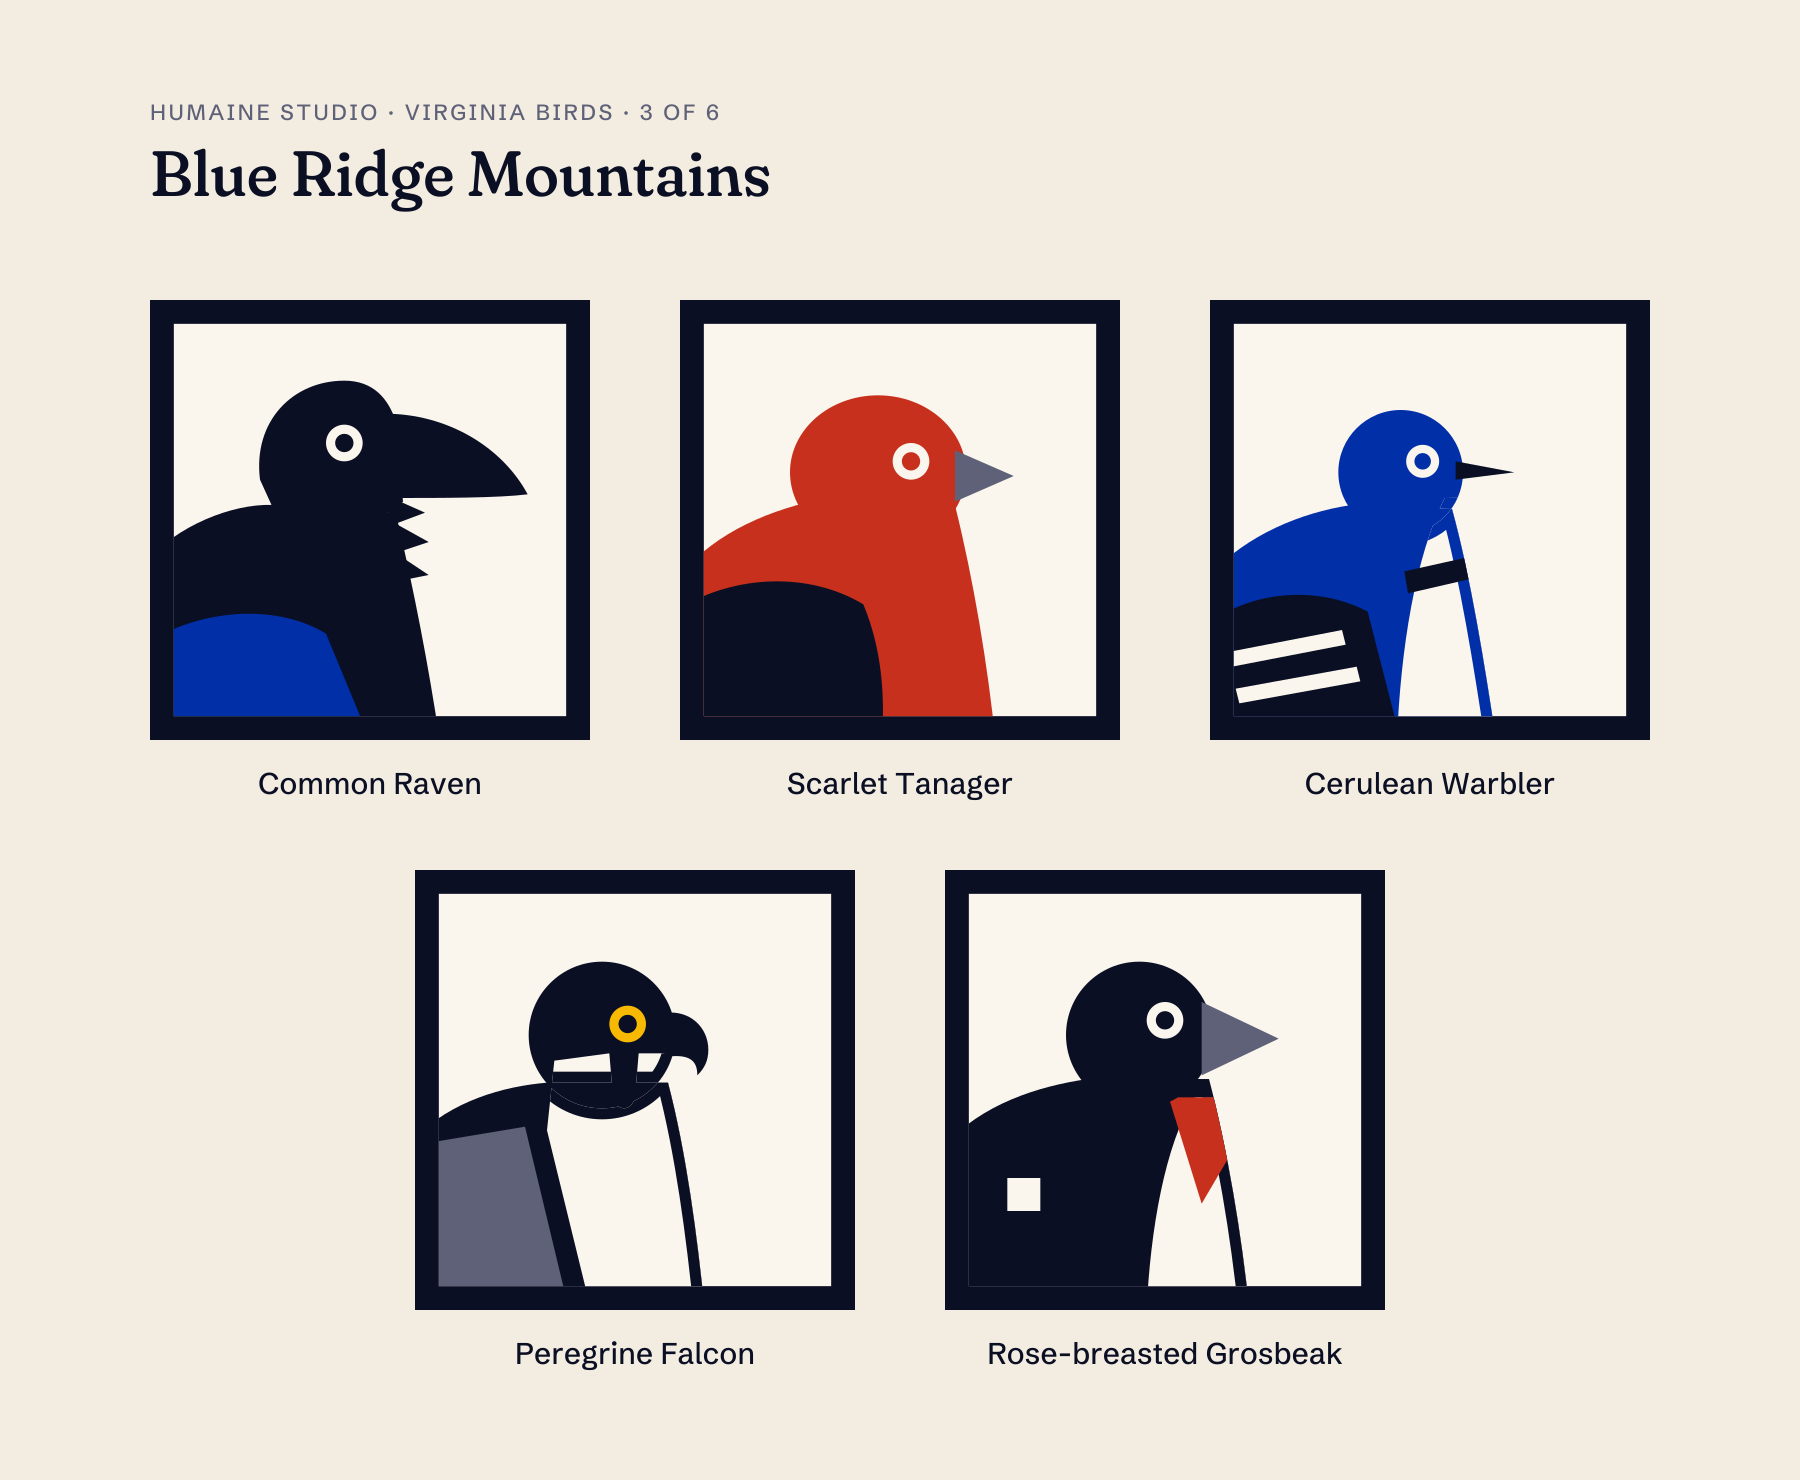 HUMAINE STUDIO · VIRGINIA BIRDS · 3 OF 6
Blue Ridge Mountains
Common Raven
Scarlet Tanager
Cerulean Warbler
Peregrine Falcon
Rose-breasted Grosbeak